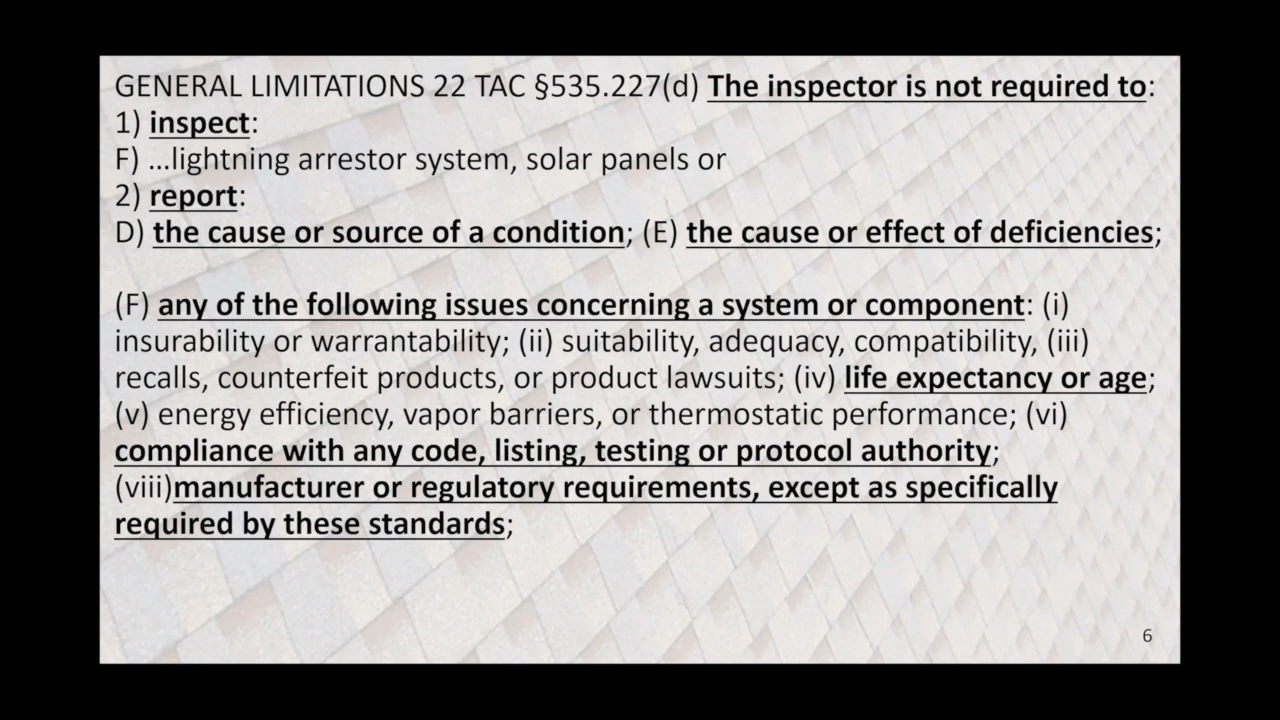 GENERAL LIMITATIONS 22 TAC §535.227(d) The inspector is not required to:
1) inspect:
F) ...lightning arrestor system, solar panels or
2) report:
D) the cause or source of a condition; (E) the cause or effect of deficiencies;
(F) any of the following issues concerning a system or component: (i)
insurability or warrantability; (ii) suitability, adequacy, compatibility, (iii)
recalls, counterfeit products, or product lawsuits; (iv) life expectancy or age;
(v) energy efficiency, vapor barriers, or thermostatic performance; (vi)
compliance with any code, listing, testing or protocol authority;
(viii)manufacturer or regulatory requirements, except as specifically
required by these standards;
6